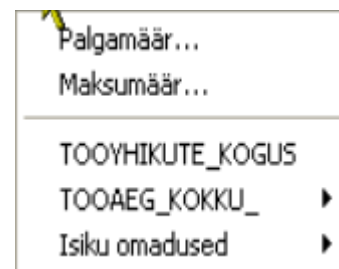 Palgamäär...
Maksumäär...
TOOYHIKUTE_KOGUS
TOOAEG_KOKKU_
Isiku omadused